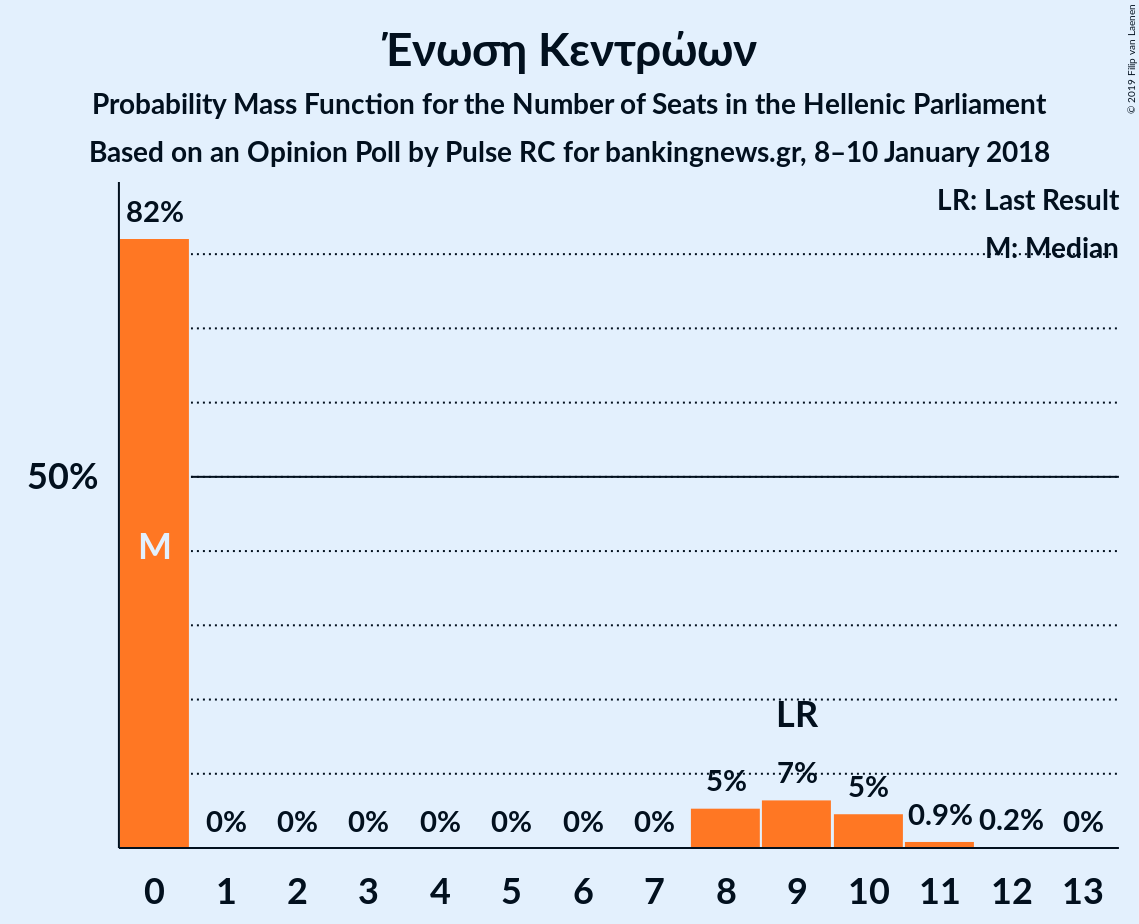 Ένωση Κεντρώων
Probability Mass Function for the Number of Seats in the Hellenic Parliament
Based on an Opinion Poll by Pulse RC for bankingnews.gr, 8–10 January 2018
© 2019 Filip van Laenen
LR: Last Result
M: Median
82%
50%
M
LR
0% 0% 0% 0% 0% 0% 0% 5% 7% 5% 0.9% 0.2% 0%
0 1 2 3 4 5 6 7 8 9 10 11 12 13